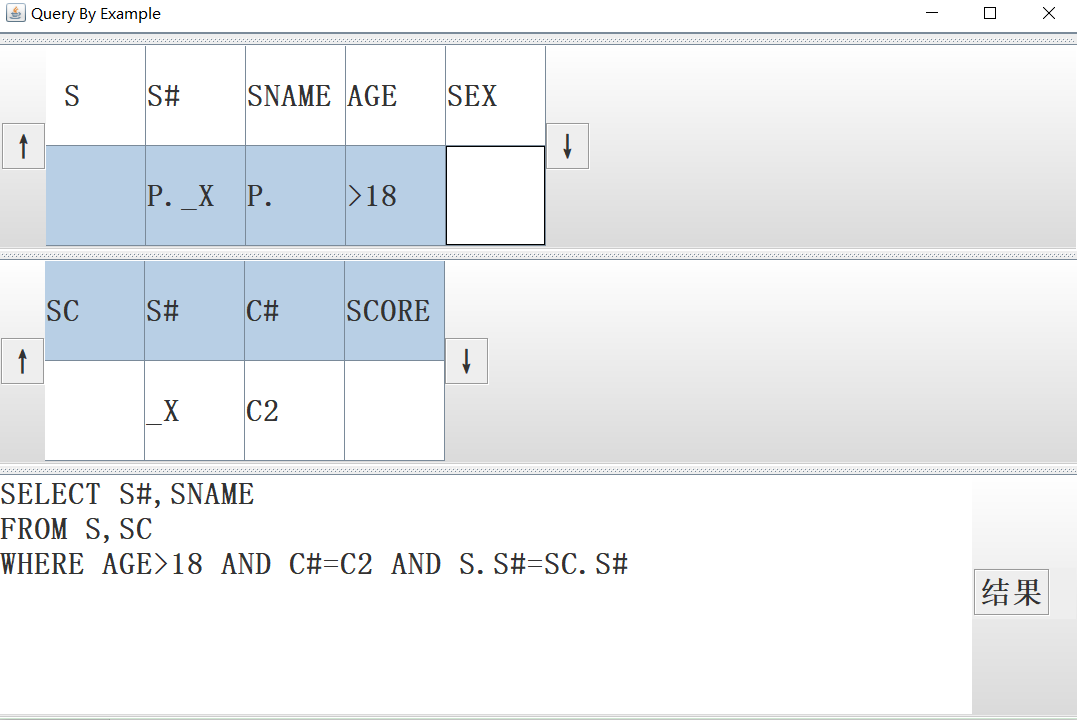 Query By Example
S S# SNAME AGE SEX
↑ ↓
P._X P. >18
SC S# C# SCORE
↑ ↓
_X C2
SELECT S#,SNAME
FROM S,SC
WHERE AGE>18 AND C#=C2 AND S.S#=SC.S#
结果